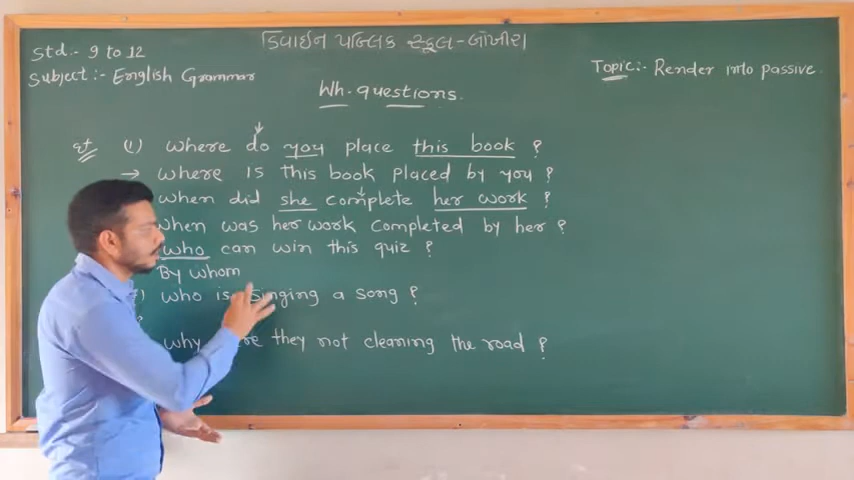 ડિવાઇન પબ્લિક સ્કૂલ-બોખીરા
Std:- 9 to 12
Subject:- English Grammar
Topic:- Render into passive.
Wh-questions.
(1) where do you place this book ?
→ where is this book placed by you ?
when did she complete her work ?
when was her work completed by her ?
who can win this quiz ?
By whom
who is singing a song ?
why they not cleaning the road ?